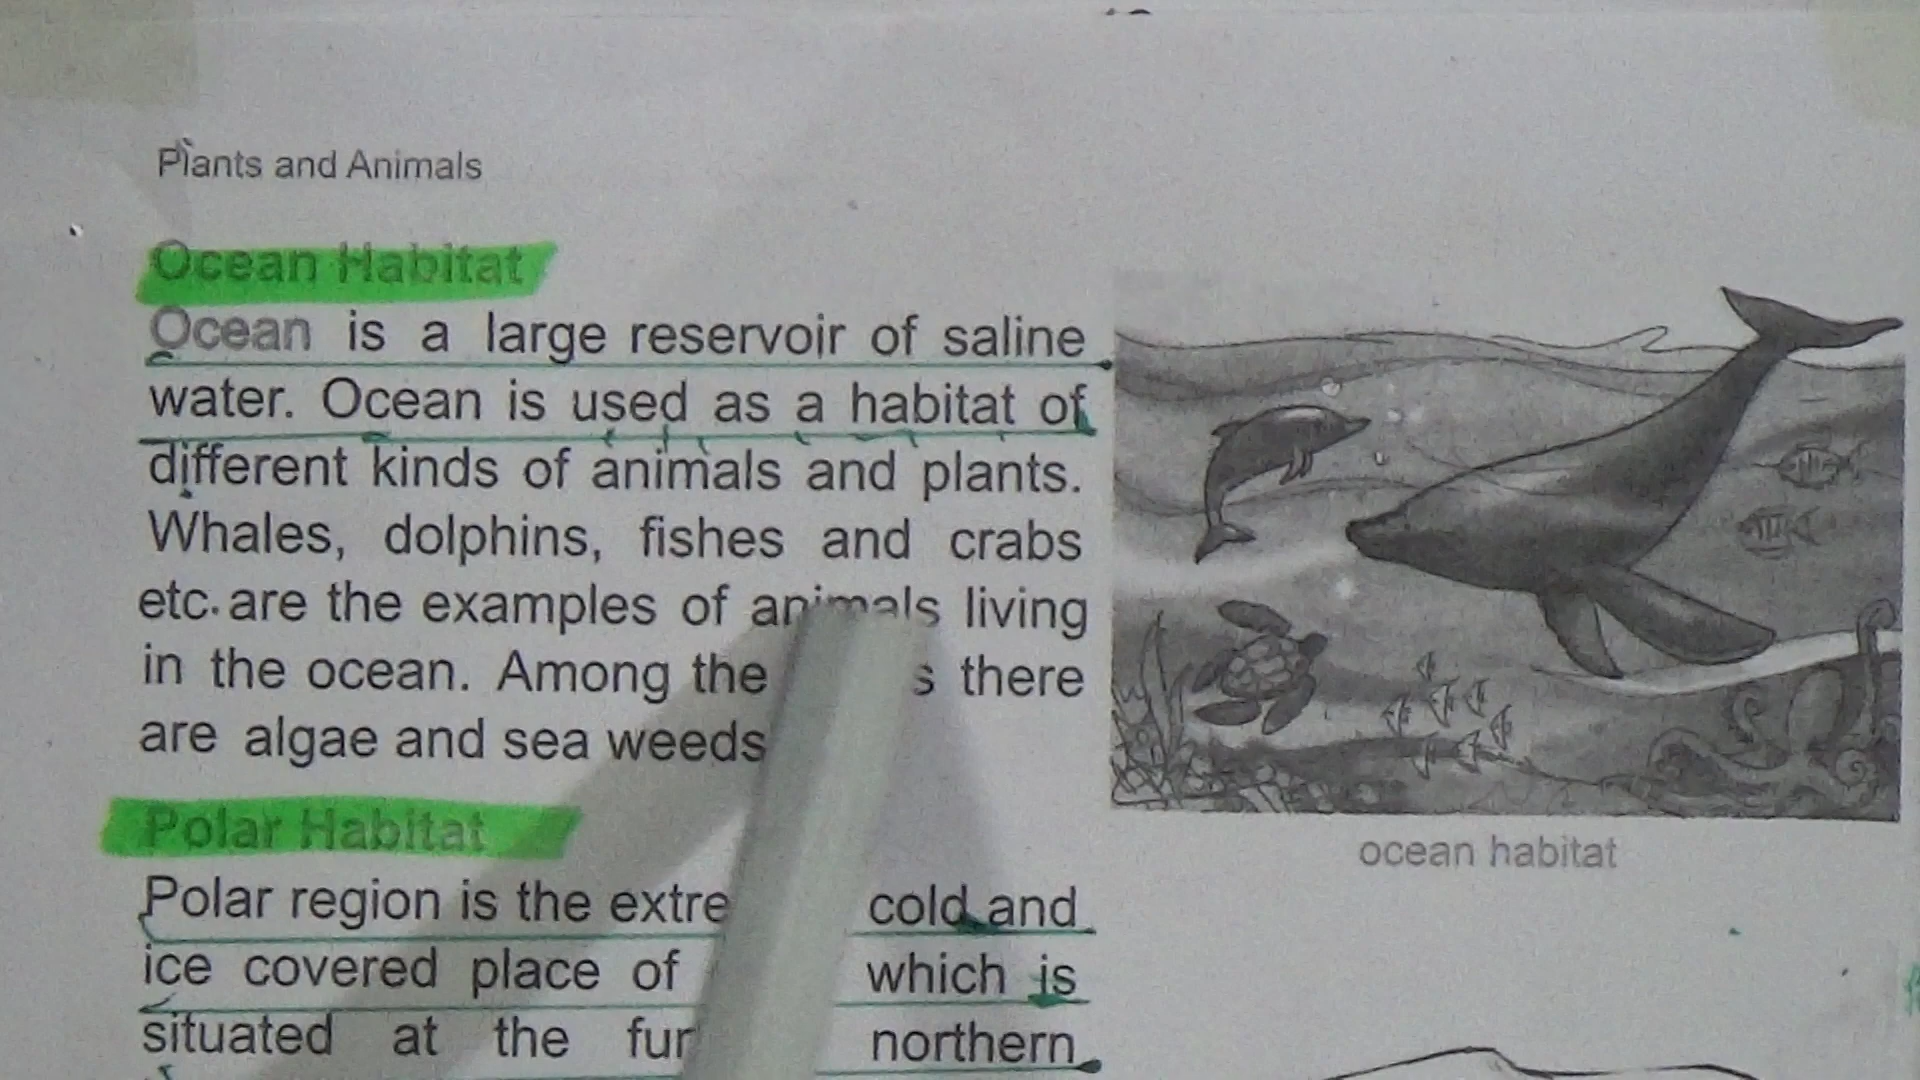 Plants and Animals
Ocean Habitat
Ocean is a large reservoir of saline
water. Ocean is used as a habitat of
different kinds of animals and plants.
Whales, dolphins, fishes and crabs
etc. are the examples of animals living
in the ocean. Among the there
are algae and sea weeds
ocean habitat
Polar Habitat
Polar region is the cold and
ice covered place of which is
situated at the northern